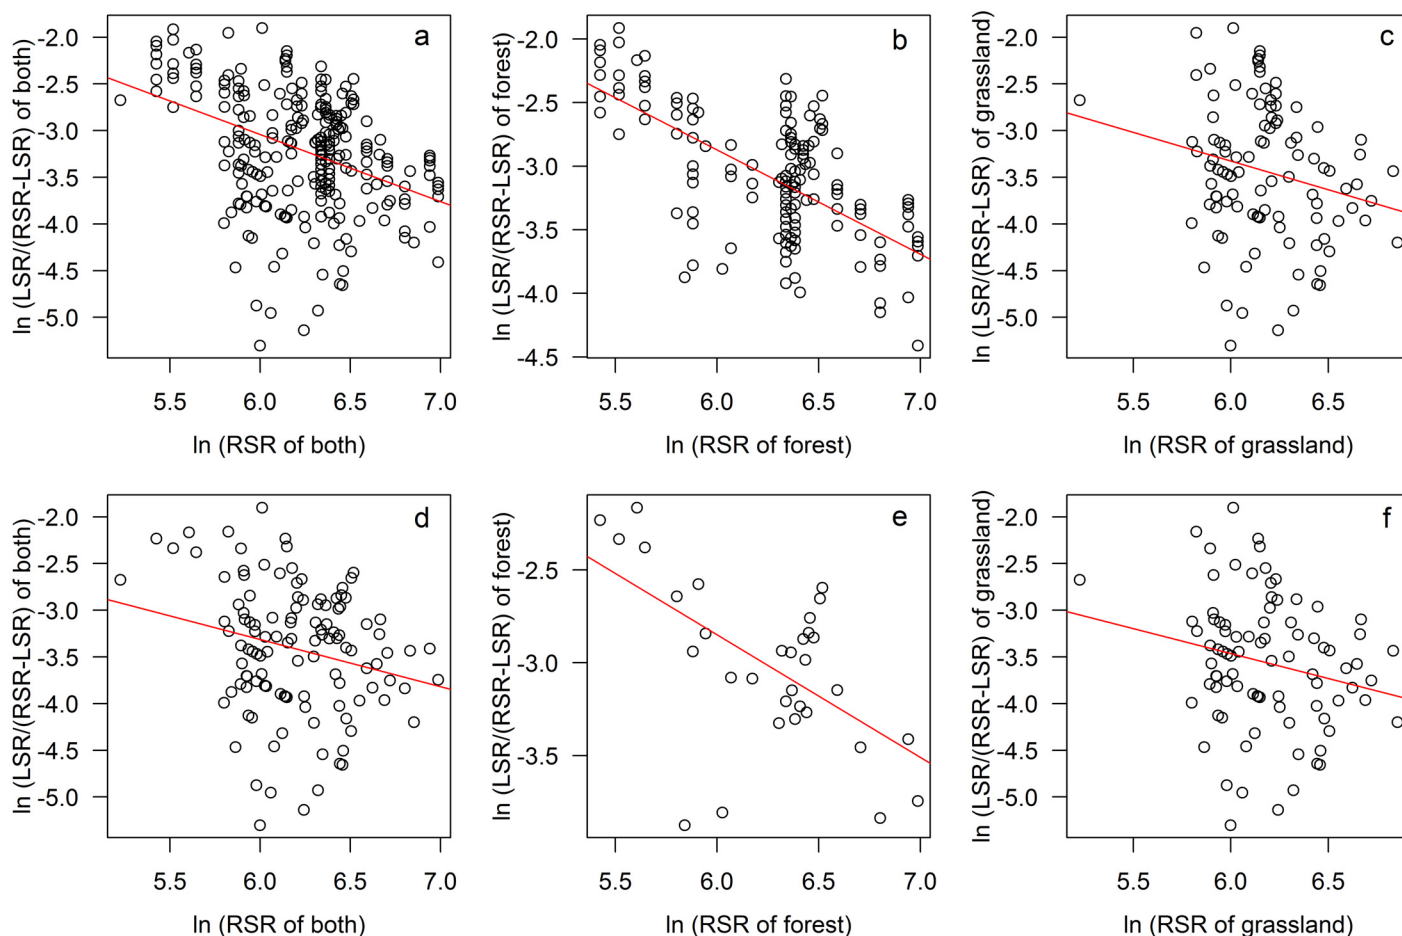 a
ln (LSR/(RSR-LSR) of both)
-2.0
-2.5
-3.0
-3.5
-4.0
-4.5
-5.0
5.5 6.0 6.5 7.0
ln (RSR of both)
b
ln (LSR/(RSR-LSR) of forest)
-2.0
-2.5
-3.0
-3.5
-4.0
-4.5
5.5 6.0 6.5 7.0
ln (RSR of forest)
c
ln (LSR/(RSR-LSR) of grassland)
-2.0
-2.5
-3.0
-3.5
-4.0
-4.5
-5.0
5.5 6.0 6.5
ln (RSR of grassland)
d
ln (LSR/(RSR-LSR) of both)
-2.0
-2.5
-3.0
-3.5
-4.0
-4.5
-5.0
5.5 6.0 6.5 7.0
ln (RSR of both)
e
ln (LSR/(RSR-LSR) of forest)
-2.5
-3.0
-3.5
5.5 6.0 6.5 7.0
ln (RSR of forest)
f
ln (LSR/(RSR-LSR) of grassland)
-2.0
-2.5
-3.0
-3.5
-4.0
-4.5
-5.0
5.5 6.0 6.5
ln (RSR of grassland)